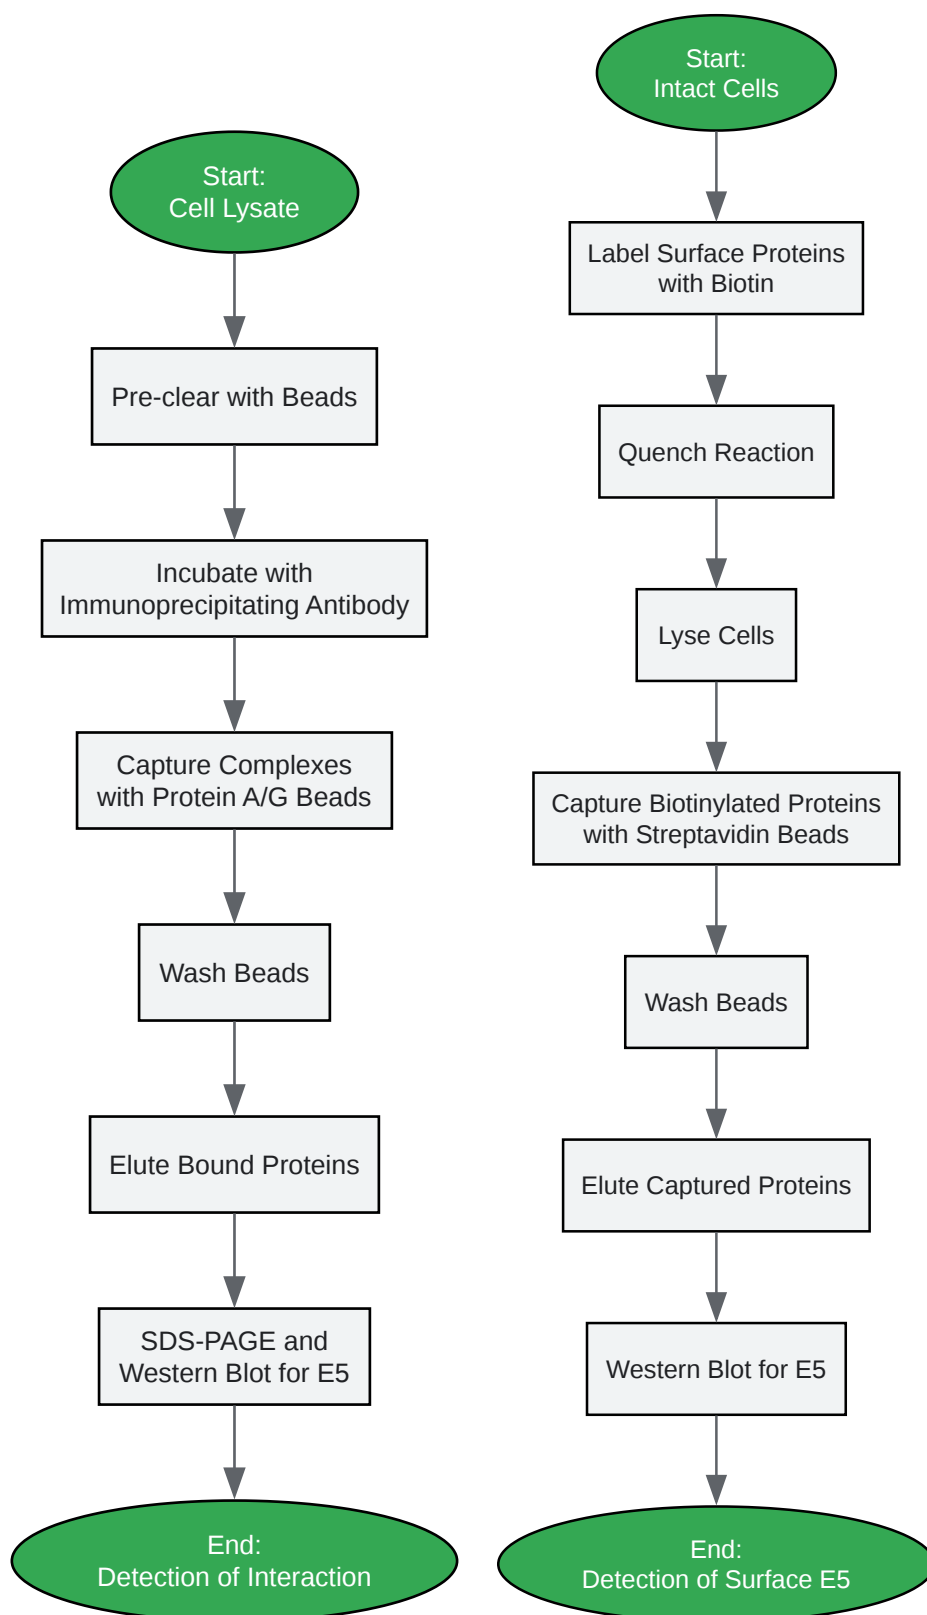 Start:
Cell Lysate
Pre-clear with Beads
Incubate with
Immunoprecipitating Antibody
Capture Complexes
with Protein A/G Beads
Wash Beads
Elute Bound Proteins
SDS-PAGE and
Western Blot for E5
End:
Detection of Interaction
Start:
Intact Cells
Label Surface Proteins
with Biotin
Quench Reaction
Lyse Cells
Capture Biotinylated Proteins
with Streptavidin Beads
Wash Beads
Elute Captured Proteins
Western Blot for E5
End:
Detection of Surface E5